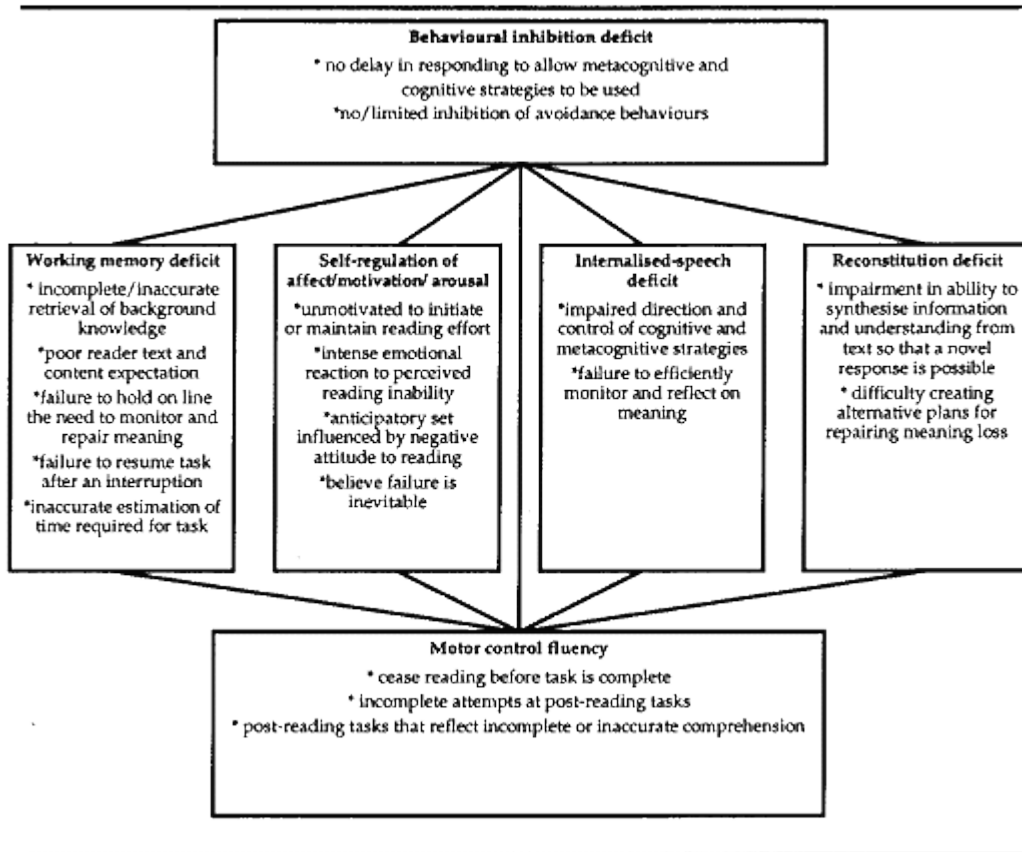 Behavioural inhibition deficit
* no delay in responding to allow metacognitive and
cognitive strategies to be used
*no/limited inhibition of avoidance behaviours
Working memory deficit
* incomplete/inaccurate
retrieval of background
knowledge
*poor reader text and
content expectation
*failure to hold on line
the need to monitor and
repair meaning
*failure to resume task
after an interruption
*inaccurate estimation of
time required for task
Self-regulation of
affect/motivation/ arousal
*unmotivated to initiate
or maintain reading effort
*intense emotional
reaction to perceived
reading inability
*anticipatory set
influenced by negative
attitude to reading
*believe failure is
inevitable
Internalised-speech
deficit
*impaired direction and
control of cognitive and
metacognitive strategies
*failure to efficiently
monitor and reflect on
meaning
Reconstitution deficit
* impairment in ability to
synthesise information
and understanding from
text so that a novel
response is possible
* difficulty creating
alternative plans for
repairing meaning loss
Motor control fluency
* cease reading before task is complete
* incomplete attempts at post-reading tasks
* post-reading tasks that reflect incomplete or inaccurate comprehension